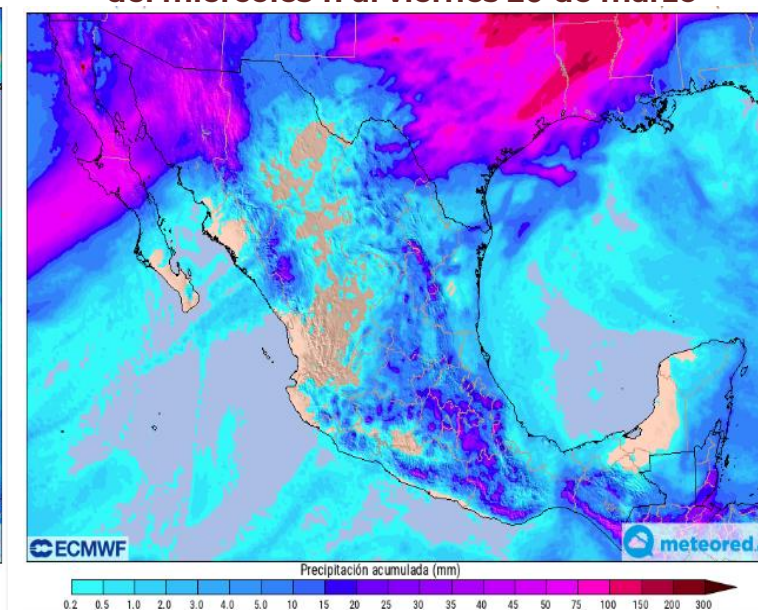 del miércoles 11 al viernes 20 de marzo
ECMWF
meteored.
Precipitación acumulada (mm)
0.2 0.5 1.0 2.0 3.0 4.0 5.0 10 15 20 25 30 35 40 45 50 75 100 150 200 300